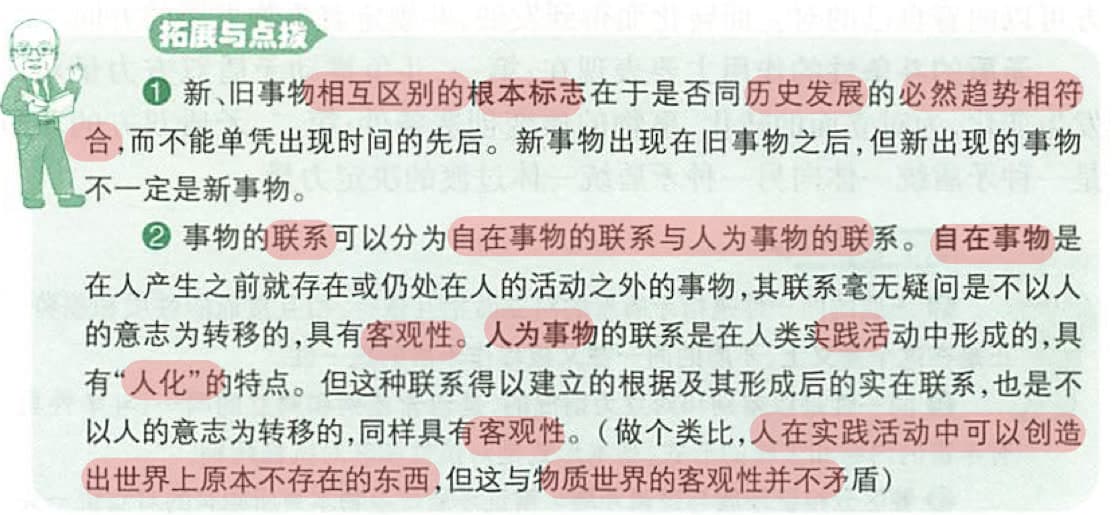 拓展与点拨
❶ 新、旧事物相互区别的根本标志在于是否同历史发展的必然趋势相符
合,而不能单凭出现时间的先后。新事物出现在旧事物之后,但新出现的事物
不一定是新事物。
❷ 事物的联系可以分为自在事物的联系与人为事物的联系。自在事物是
在人产生之前就存在或仍处在人的活动之外的事物,其联系毫无疑问是不以人
的意志为转移的,具有客观性。人为事物的联系是在人类实践活动中形成的,具
有“人化”的特点。但这种联系得以建立的根据及其形成后的实在联系,也是不
以人的意志为转移的,同样具有客观性。(做个类比,人在实践活动中可以创造
出世界上原本不存在的东西,但这与物质世界的客观性并不矛盾)